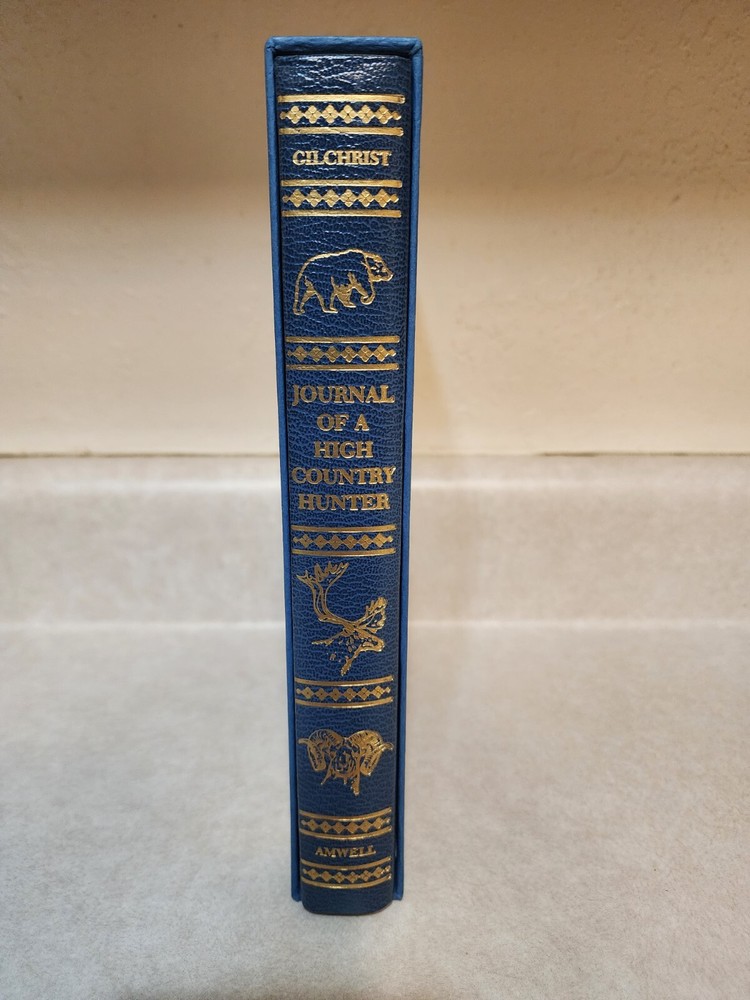 GILCHRIST
JOURNAL
OF A
HIGH
COUNTRY
HUNTER
AMWELL